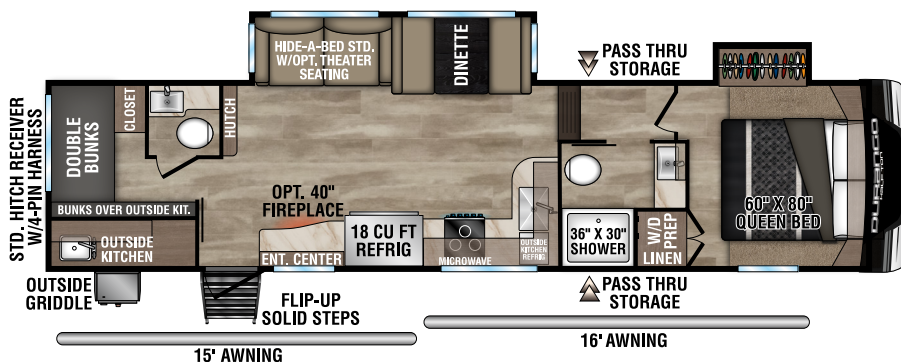 HIDE-A-BED STD.
W/OPT. THEATER
SEATING
DINETTE
PASS THRU
STORAGE
STD. HITCH RECEIVER
W/4-PIN HARNESS
DOUBLE
BUNKS
CLOSET
HUTCH
BUNKS OVER OUTSIDE KIT.
OUTSIDE
KITCHEN
OPT. 40"
FIREPLACE
18 CU FT
REFRIG
ENT. CENTER
MICROWAVE
OUTSIDE
KITCHEN
REFRIG
36" X 30"
SHOWER
W/D
PREP
LINEN
60" X 80"
QUEEN BED
DURANGO
OUTSIDE
GRIDDLE
FLIP-UP
SOLID STEPS
PASS THRU
STORAGE
15' AWNING
16' AWNING